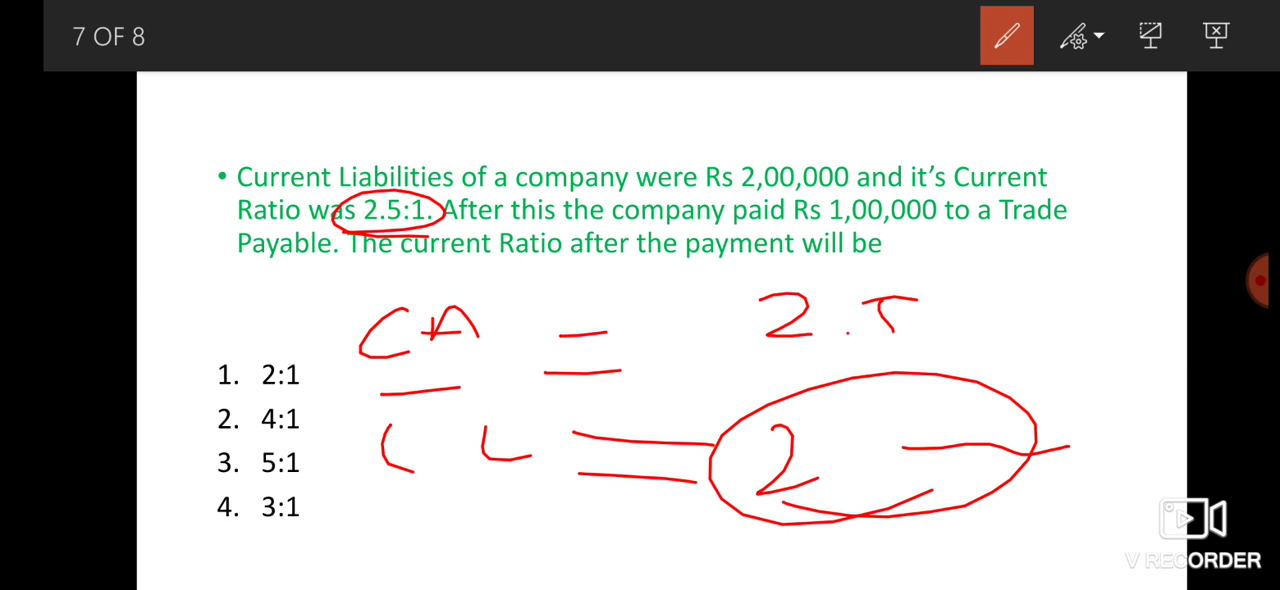 7 OF 8
• Current Liabilities of a company were Rs 2,00,000 and it's Current
Ratio was 2.5:1. After this the company paid Rs 1,00,000 to a Trade
Payable. The current Ratio after the payment will be
CA = 2.5
CL = 2
1. 2:1
2. 4:1
3. 5:1
4. 3:1
V RECORDER